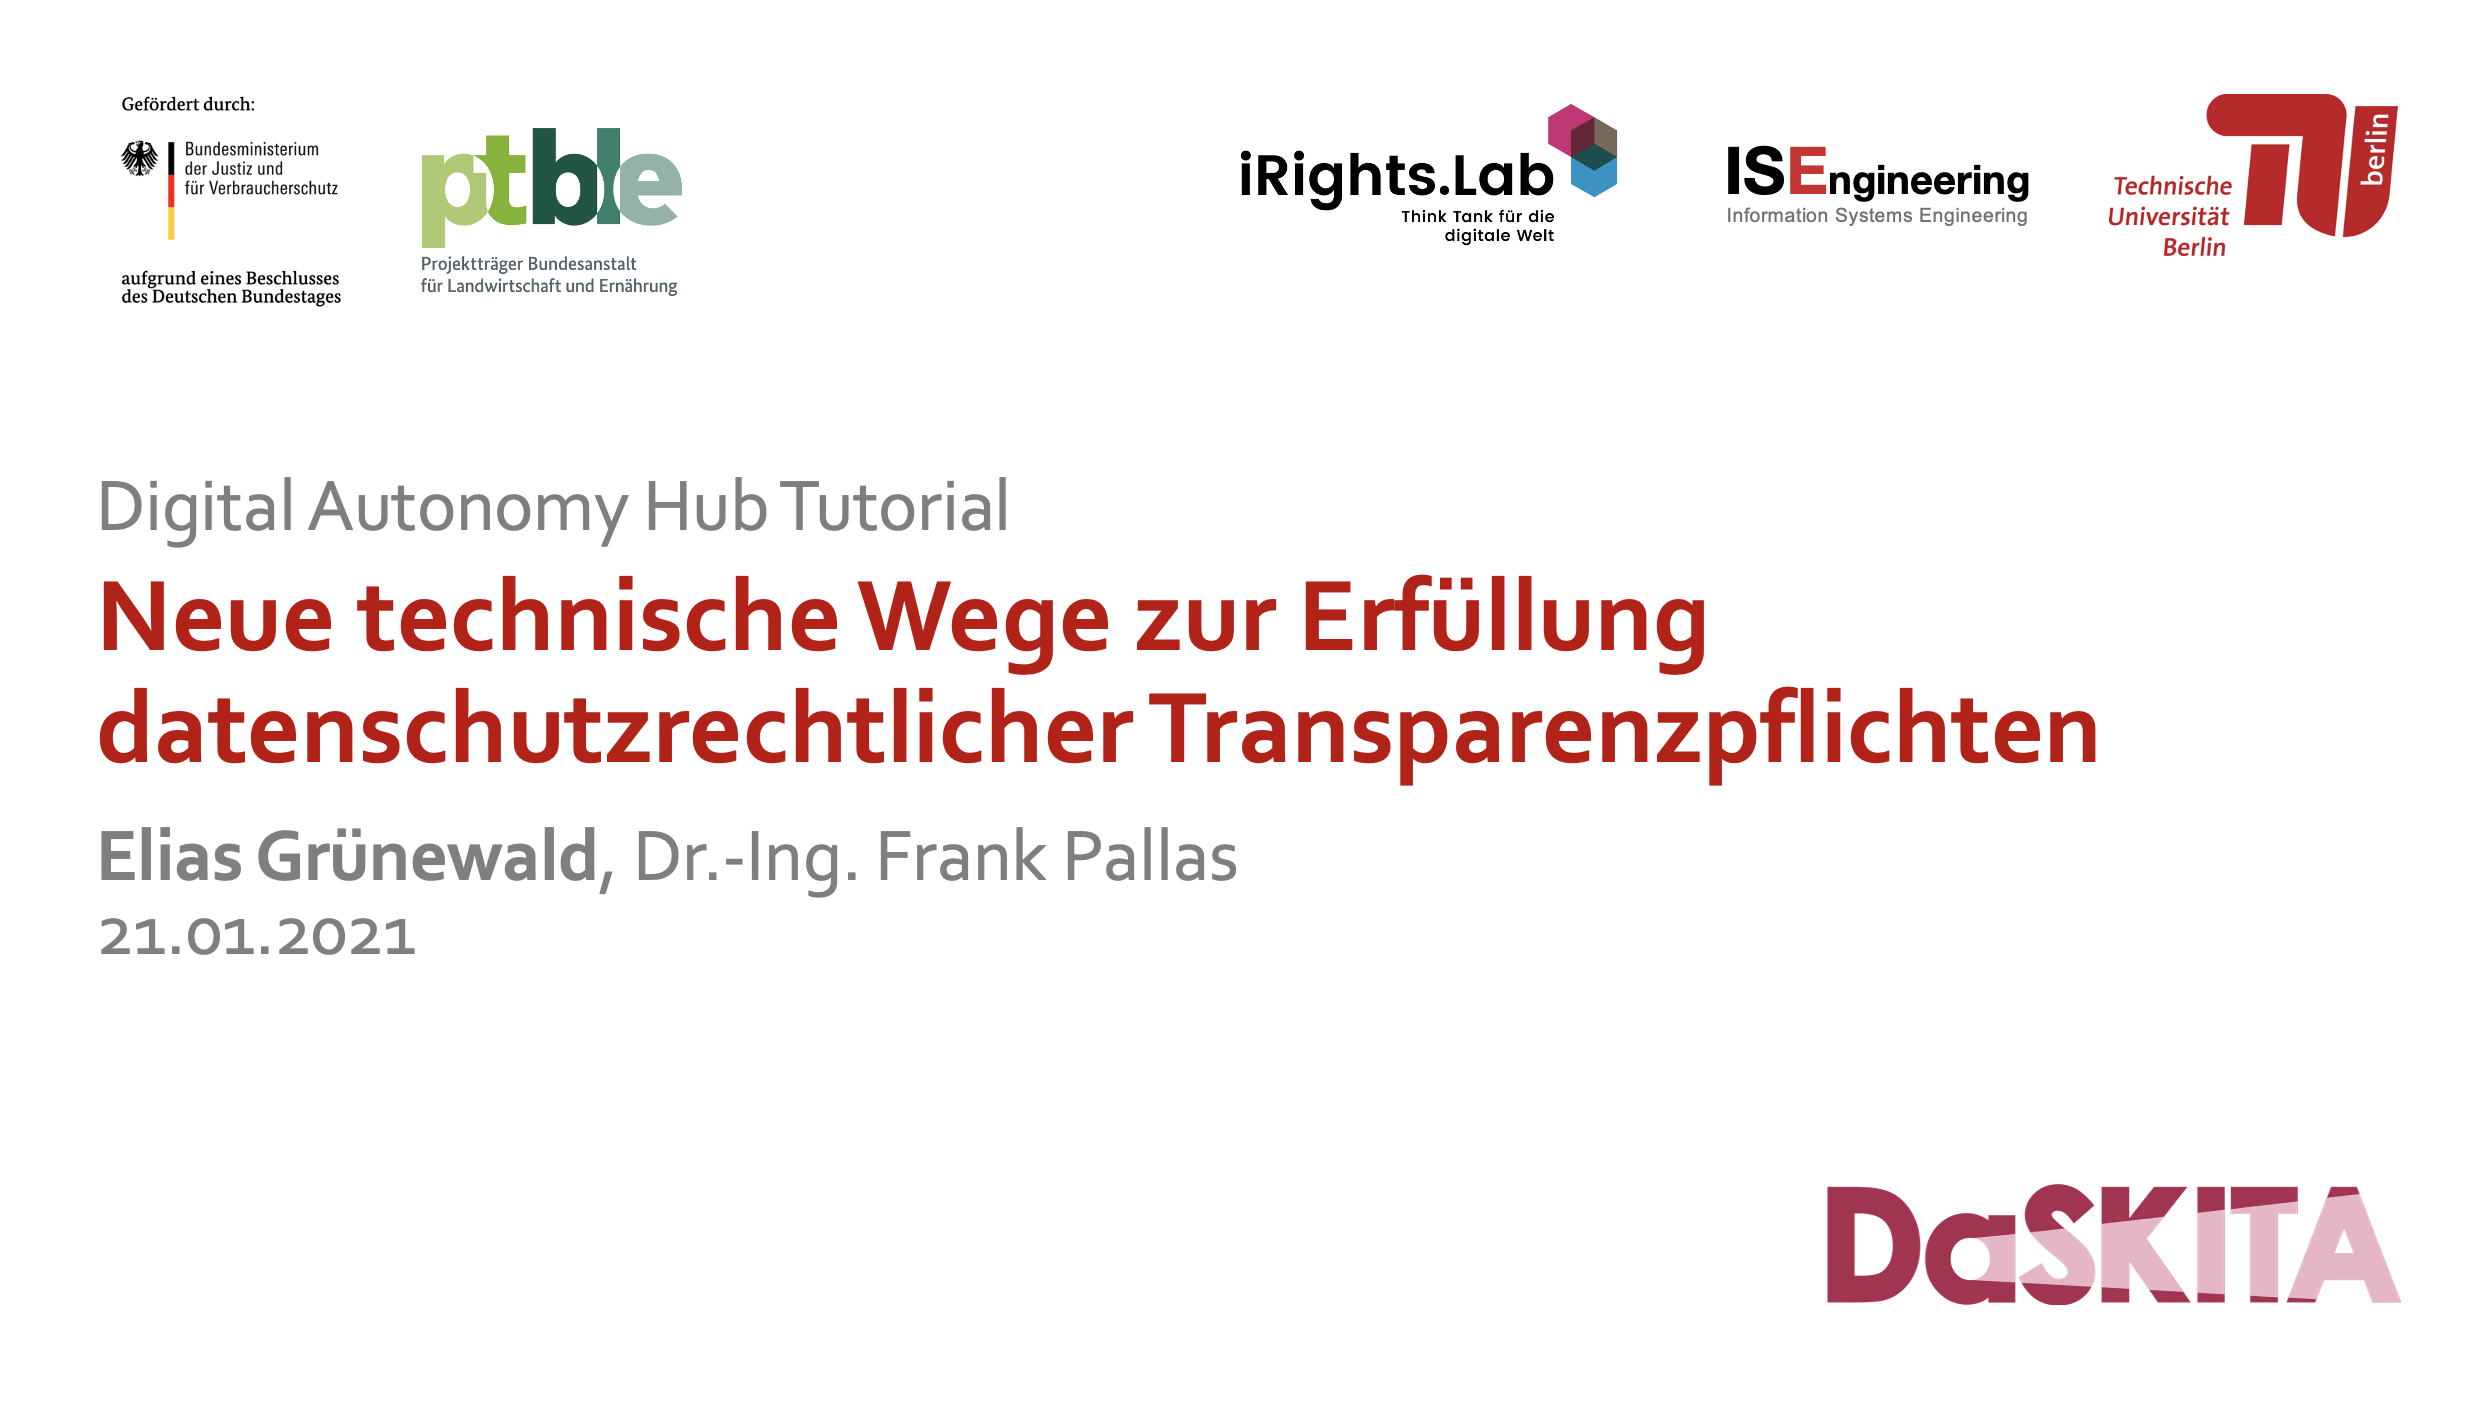 Gefördert durch:
Bundesministerium
der Justiz und
für Verbraucherschutz
aufgrund eines Beschlusses
des Deutschen Bundestages
ptble
Projektträger Bundesanstalt
für Landwirtschaft und Ernährung
iRights.Lab
Think Tank für die
digitale Welt
ISEngineering
Information Systems Engineering
Technische
Universität
Berlin
berlin
Digital Autonomy Hub Tutorial
Neue technische Wege zur Erfüllung
datenschutzrechtlicher Transparenzpflichten
Elias Grünewald, Dr.-Ing. Frank Pallas
21.01.2021
DaSKITA